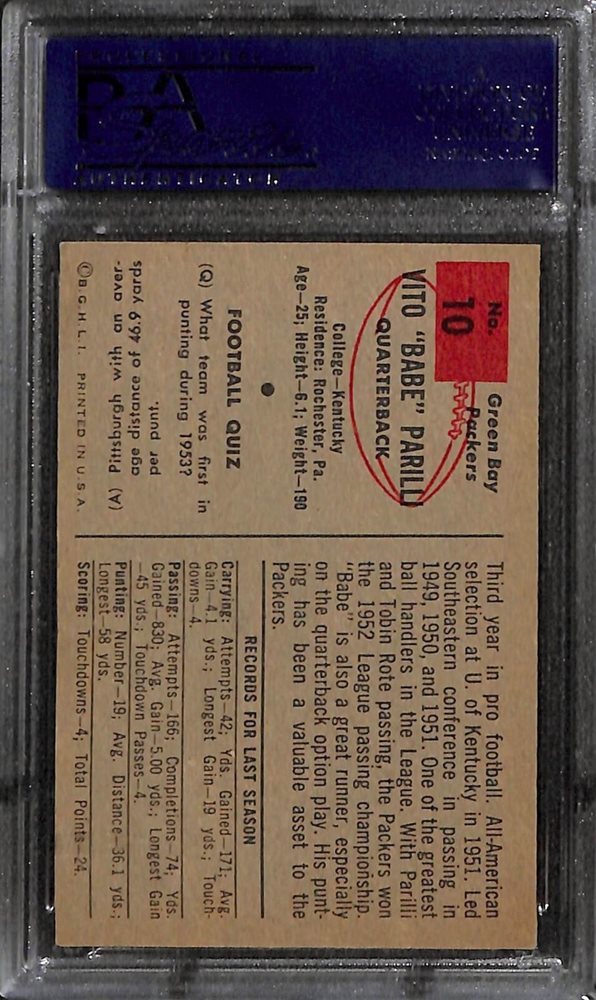 No.
10
Green Bay
Packers
VITO "BABE" PARILLI
QUARTERBACK
College—Kentucky
Residence: Rochester, Pa.
Age—25; Height—6.1; Weight—190
FOOTBALL QUIZ
(Q) What team was first in
punting during 1953?
(A) Pittsburgh with an aver-
age distance of 46.9 yards
per punt.
©B.G.H.L.I. PRINTED IN U.S.A.
Third year in pro football. All-American
selection at U. of Kentucky in 1951. Led
Southeastern conference in passing in
1949, 1950, and 1951. One of the greatest
ball handlers in the League. With Parilli
and Tobin Rote passing, the Packers won
the 1952 League passing championship.
"Babe" is also a great runner, especially
on the quarterback option play. His punt-
ing has been a valuable asset to the
Packers.
RECORDS FOR LAST SEASON
Carrying: Attempts—42; Yds. Gained—171; Avg.
Gain—4.1 yds.; Longest Gain—19 yds.; Touch-
downs—4.
Passing: Attempts—166; Completions—74; Yds.
Gained—830; Avg. Gain—5.00 yds.; Longest Gain
—45 yds.; Touchdown Passes—4.
Punting: Number—19; Avg. Distance—36.1 yds.;
Longest—58 yds.
Scoring: Touchdowns—4; Total Points—24.
PSA